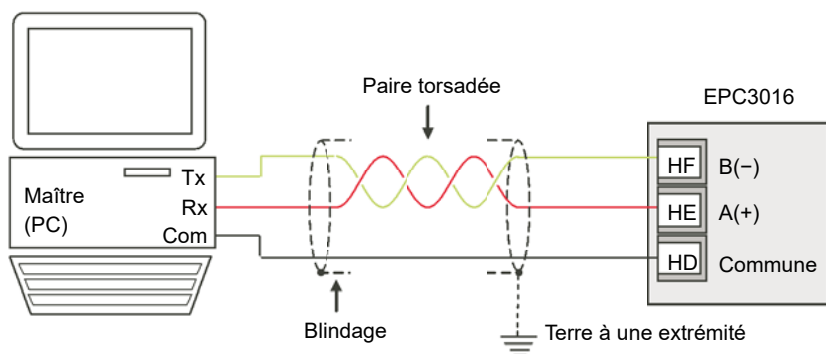 Paire torsadée
EPC3016
Maître
(PC)
Tx
Rx
Com
HF B(−)
HE A(+)
HD Commune
Blindage
Terre à une extrémité